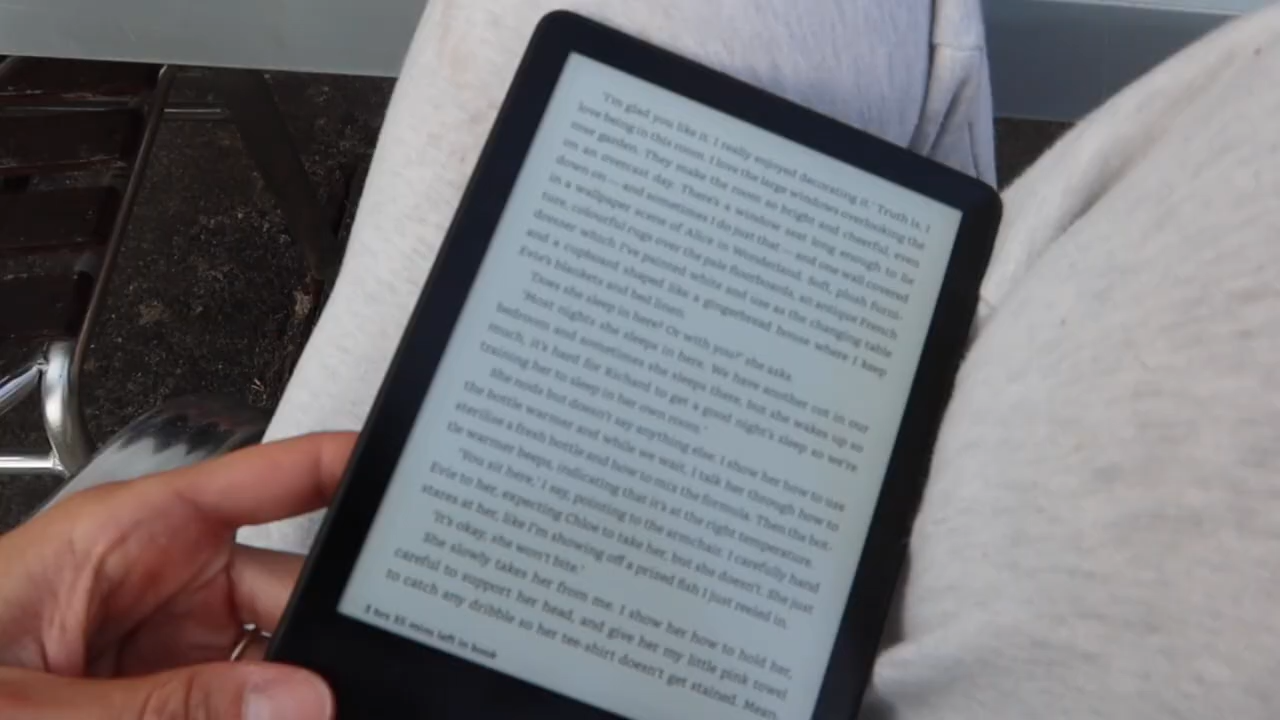 'I'm glad you like it. I really enjoyed decorating it.' Truth is, I
love being in this room. I love the large windows overlooking the
rose garden. They make the room so bright and cheerful, even
on an overcast day. There's a window seat long enough to lie
down on – and sometimes I do just that – and one wall covered
in a wallpaper scene of Alice in Wonderland. Soft, plush furni-
ture, colourful rugs over the pale floorboards, an antique French
dresser which I've painted white and use as the changing table
and a cupboard shaped like a gingerbread house where I keep
Evie's blankets and bed linen.
'Does she sleep in here? Or with you?' she asks.
'Most nights she sleeps in here. We have another cot in our
bedroom and sometimes she sleeps there, but she wakes up so
much, it's hard for Richard to get a good night's sleep so we're
training her to sleep in her own room.'
She nods but doesn't say anything else. I show her how to use
the bottle warmer and while we wait, I talk her through how to
sterilise a fresh bottle and how to mix the formula. Then the bot-
tle warmer beeps, indicating that it's at the right temperature.
'You sit here,' I say, pointing to the armchair. I carefully hand
Evie to her, expecting Chloe to take her, but she doesn't. She just
stares at her, like I'm showing off a prized fish I just reeled in.
'It's okay, she won't bite.'
She slowly takes her from me. I show her how to hold her,
careful to support her head, and give her my little pink towel
to catch any dribble so her tee-shirt doesn't get stained. Mean-
hrs 35 mins left in book